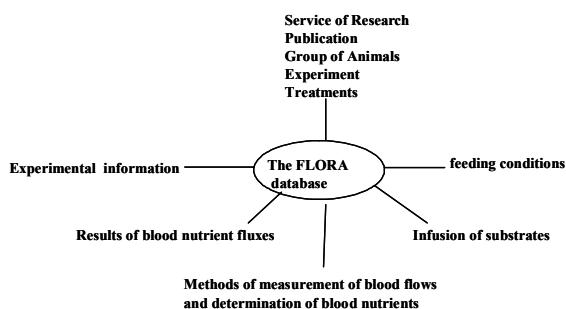 Service of Research
Publication
Group of Animals
Experiment
Treatments
Experimental information
The FLORA
database
feeding conditions
Results of blood nutrient fluxes
Infusion of substrates
Methods of measurement of blood flows
and determination of blood nutrients